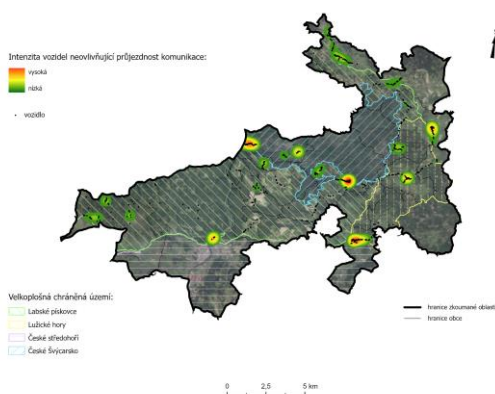 Intenzita vozidel neovlivňující průjezdnost komunikace:
vysoká
nízká
vozidlo
Velkoplošná chráněná území:
Labské pískovce
Lužické hory
České středohoří
České Švýcarsko
hranice zkoumané oblasti
hranice obce
0 2,5 5 km